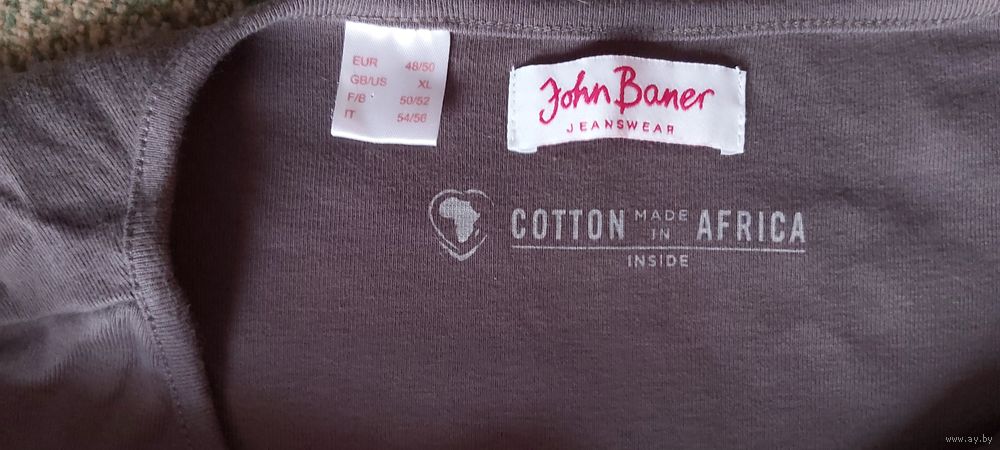 EUR 48/50
GB/US XL
F/B 50/52
IT 54/56
John Baner
JEANSWEAR
COTTON MADE IN AFRICA
INSIDE
www.ay.by